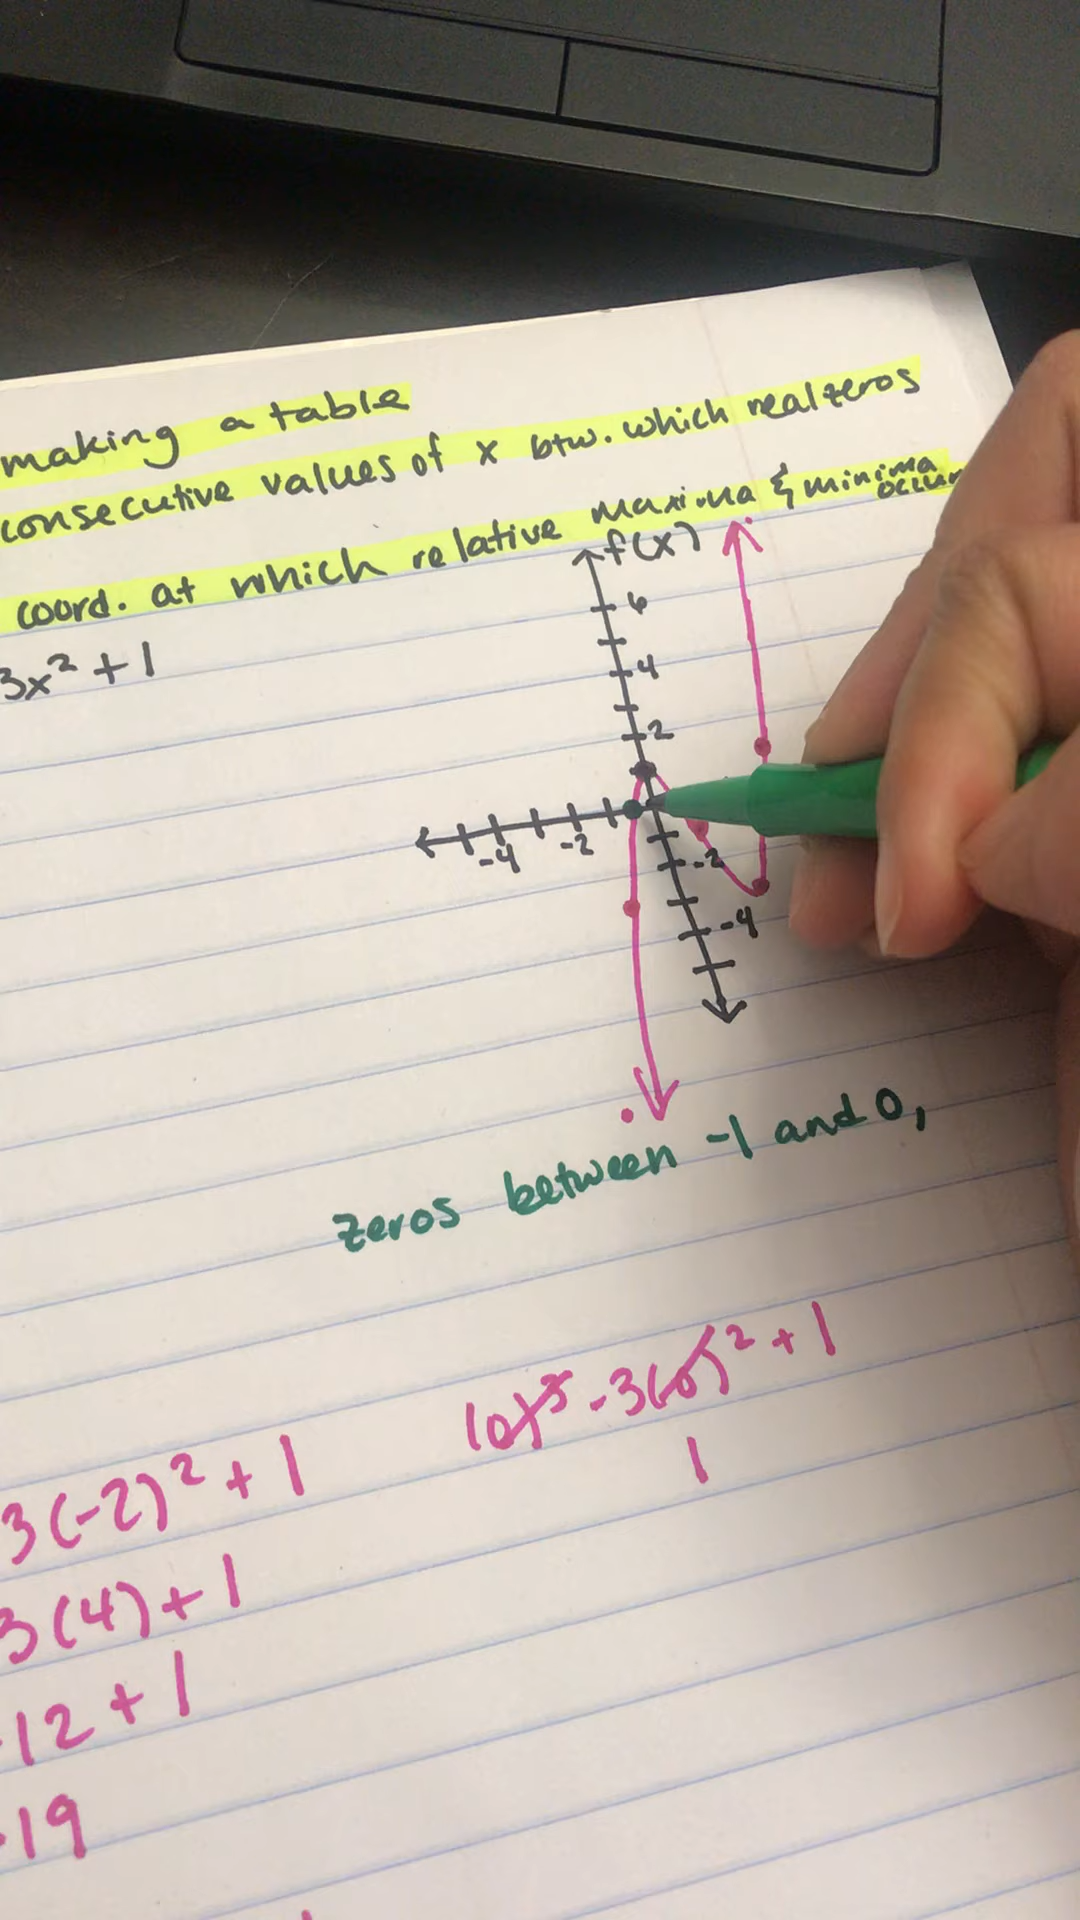 making a table
consecutive values of x btw. which real zeros
coord. at which relative maxima & minima
occur
3x² + 1
f(x)
6
4
2
-4 -2
-2
-4
zeros between -1 and 0,
(0)³ - 3(0)² + 1
1
3(-2)² + 1
3(4) + 1
-12 + 1
-19